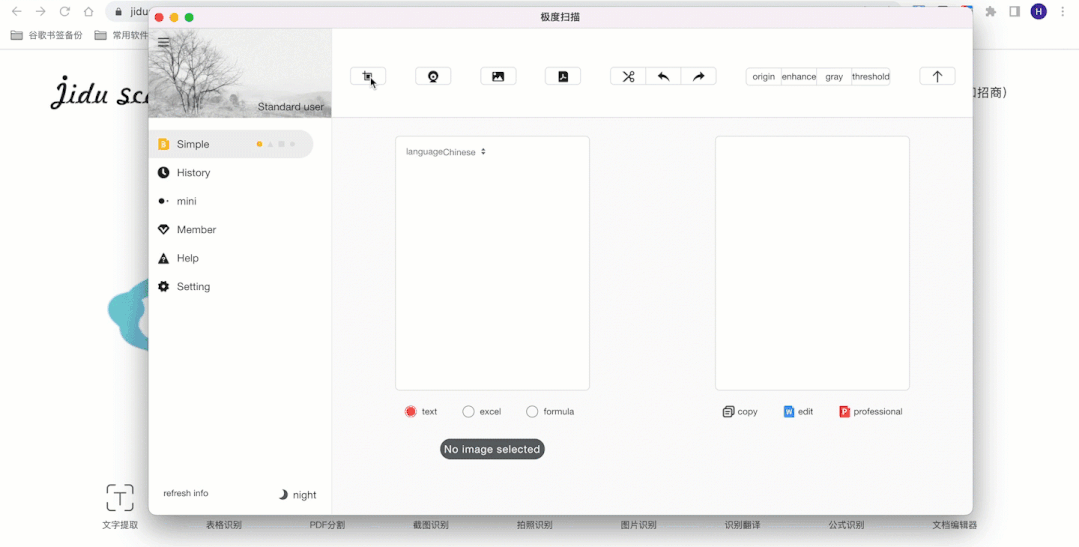 jidu
极度扫描
谷歌书签备份
常用软件
jidu sc
Standard user
origin enhance gray threshold
招商）
Simple
History
mini
Member
Help
Setting
languageChinese
text excel formula
copy edit professional
No image selected
refresh info night
文字提取 表格识别 PDF分割 截图识别 拍照识别 图片识别 识别翻译 公式识别 文档编辑器
H